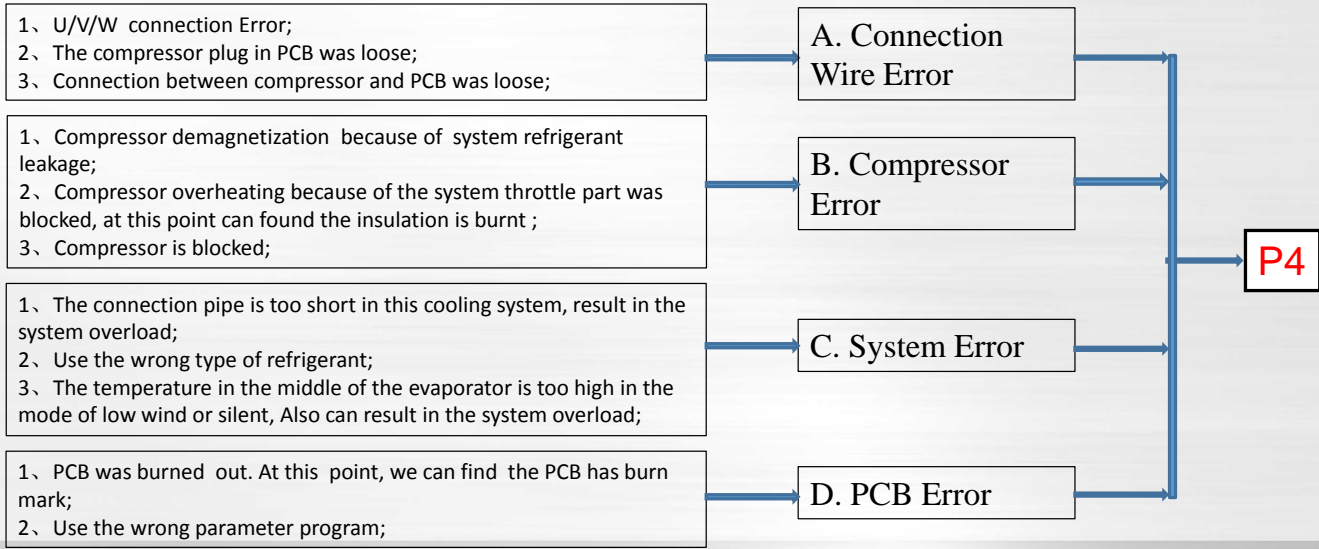 1、U/V/W connection Error;
2、The compressor plug in PCB was loose;
3、Connection between compressor and PCB was loose;
A. Connection
Wire Error
1、Compressor demagnetization because of system refrigerant
leakage;
2、Compressor overheating because of the system throttle part was
blocked, at this point can found the insulation is burnt ;
3、Compressor is blocked;
B. Compressor
Error
P4
1、The connection pipe is too short in this cooling system, result in the
system overload;
2、Use the wrong type of refrigerant;
3、The temperature in the middle of the evaporator is too high in the
mode of low wind or silent, Also can result in the system overload;
C. System Error
1、PCB was burned out. At this point, we can find the PCB has burn
mark;
2、Use the wrong parameter program;
D. PCB Error